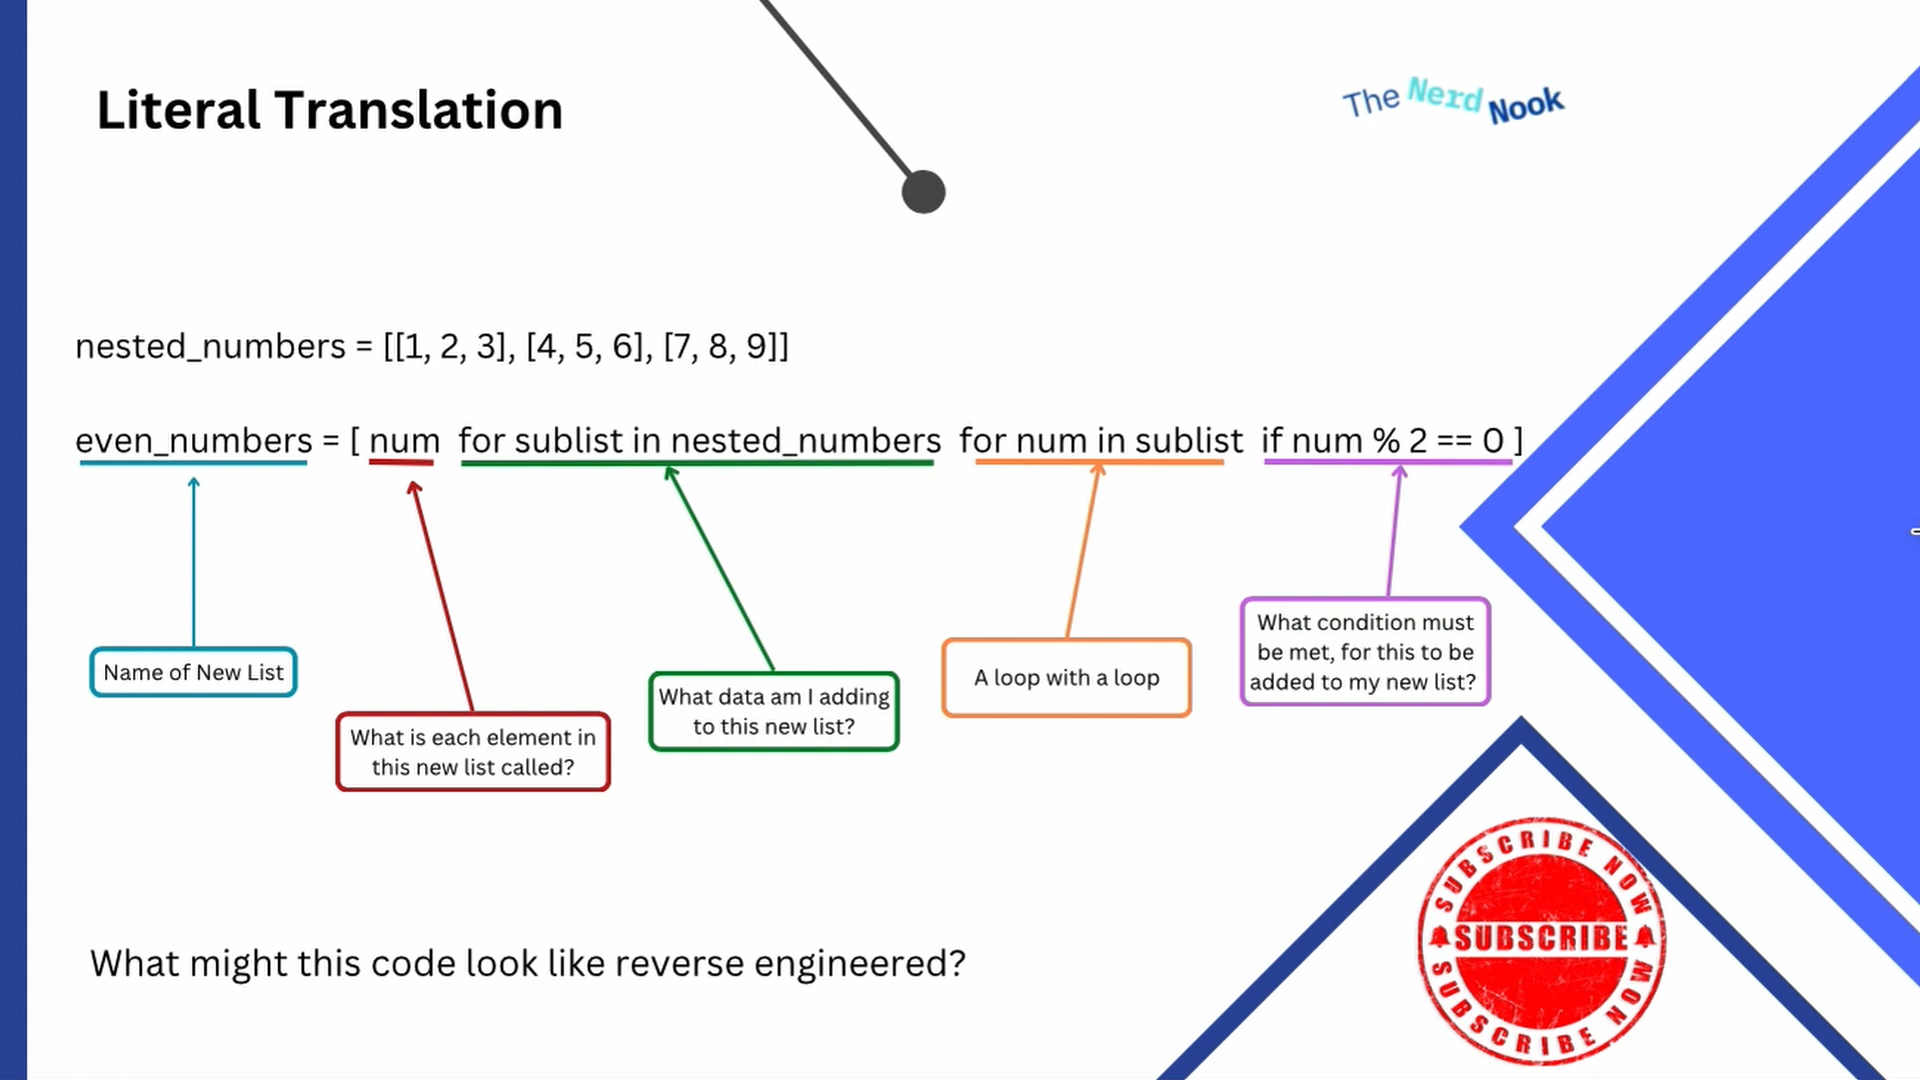 Literal Translation
The Nerd Nook
nested_numbers = [[1, 2, 3], [4, 5, 6], [7, 8, 9]]
even_numbers = [ num for sublist in nested_numbers for num in sublist if num % 2 == 0 ]
Name of New List
What is each element in
this new list called?
What data am I adding
to this new list?
A loop with a loop
What condition must
be met, for this to be
added to my new list?
What might this code look like reverse engineered?
SUBSCRIBE NOW
SUBSCRIBE
SUBSCRIBE NOW